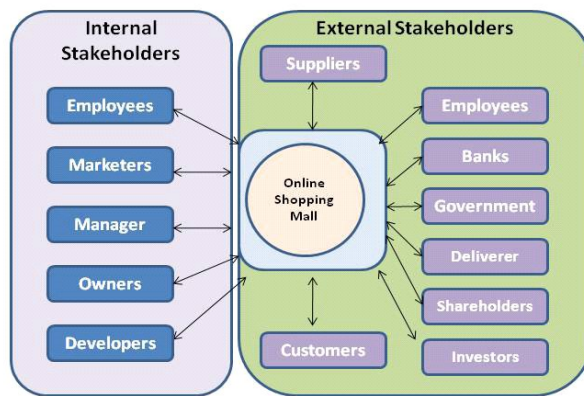 Internal
Stakeholders
External Stakeholders
Employees
Marketers
Manager
Owners
Developers
Suppliers
Online
Shopping
Mall
Customers
Employees
Banks
Government
Deliverer
Shareholders
Investors